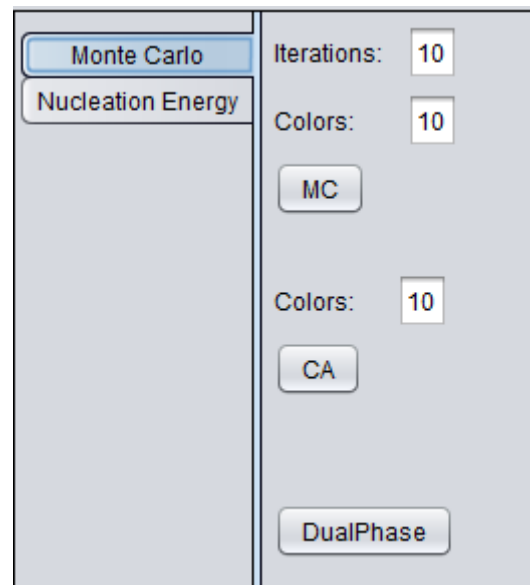 Monte Carlo
Nucleation Energy
Iterations: 10
Colors: 10
MC
Colors: 10
CA
DualPhase